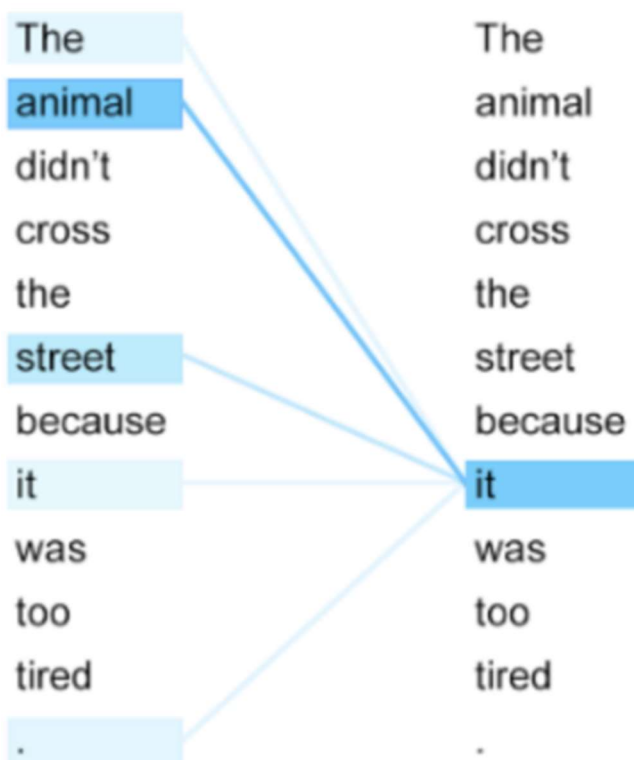 The
animal
didn’t
cross
the
street
because
it
was
too
tired
.
The
animal
didn’t
cross
the
street
because
it
was
too
tired
.